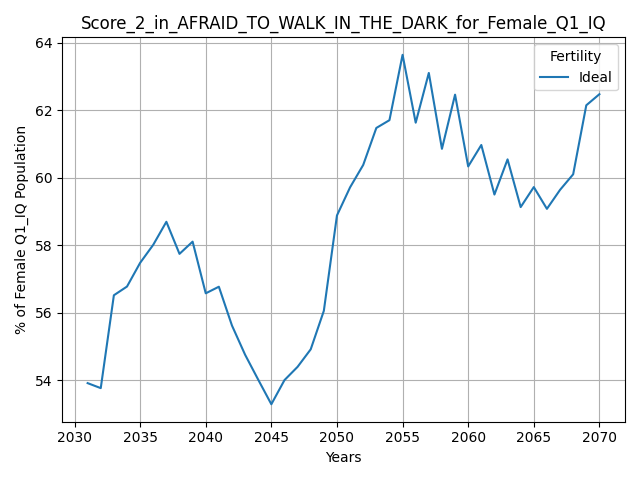 Score_2_in_AFRAID_TO_WALK_IN_THE_DARK_for_Female_Q1_IQ
64
62
60
58
56
54
% of Female Q1_IQ Population
Fertility
Ideal
2030 2035 2040 2045 2050 2055 2060 2065 2070
Years